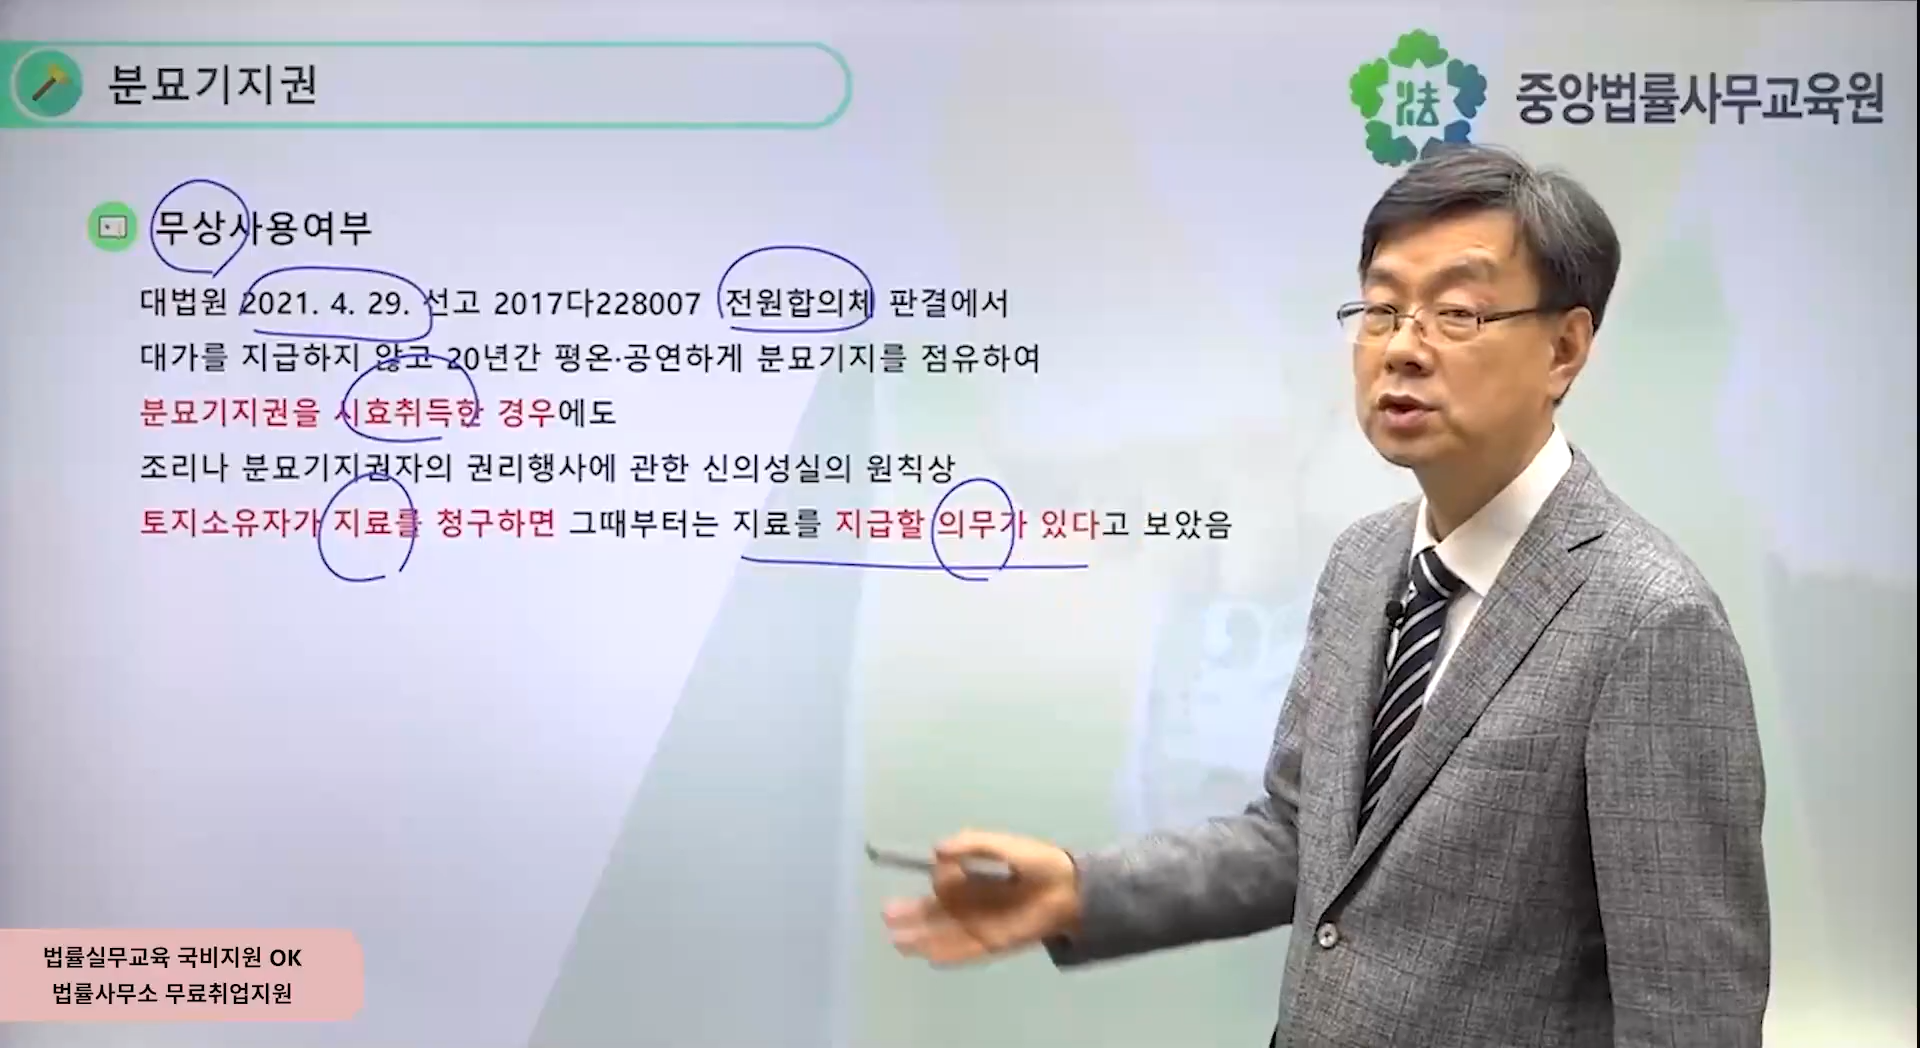 분묘기지권
法
중앙법률사무교육원
무상사용여부
대법원 2021. 4. 29. 선고 2017다228007 전원합의체 판결에서
대가를 지급하지 않고 20년간 평온·공연하게 분묘기지를 점유하여
분묘기지권을 시효취득한 경우에도
조리나 분묘기지권자의 권리행사에 관한 신의성실의 원칙상
토지소유자가 지료를 청구하면 그때부터는 지료를 지급할 의무가 있다고 보았음
법률실무교육 국비지원 OK
법률사무소 무료취업지원